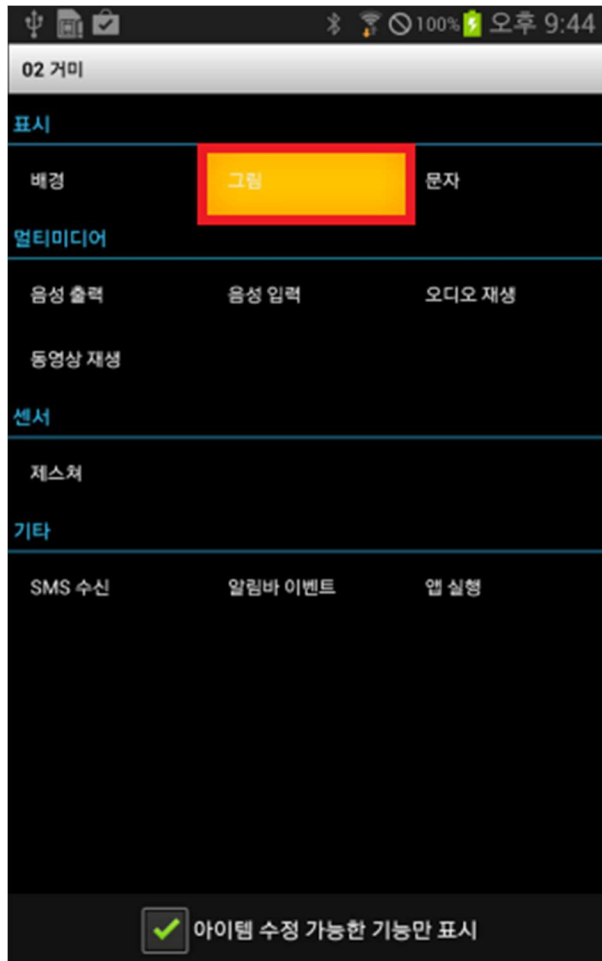 100% 오후 9:44
02 거미
표시
배경 그림 문자
멀티미디어
음성 출력 음성 입력 오디오 재생
동영상 재생
센서
제스쳐
기타
SMS 수신 알림바 이벤트 앱 실행
아이템 수정 가능한 기능만 표시